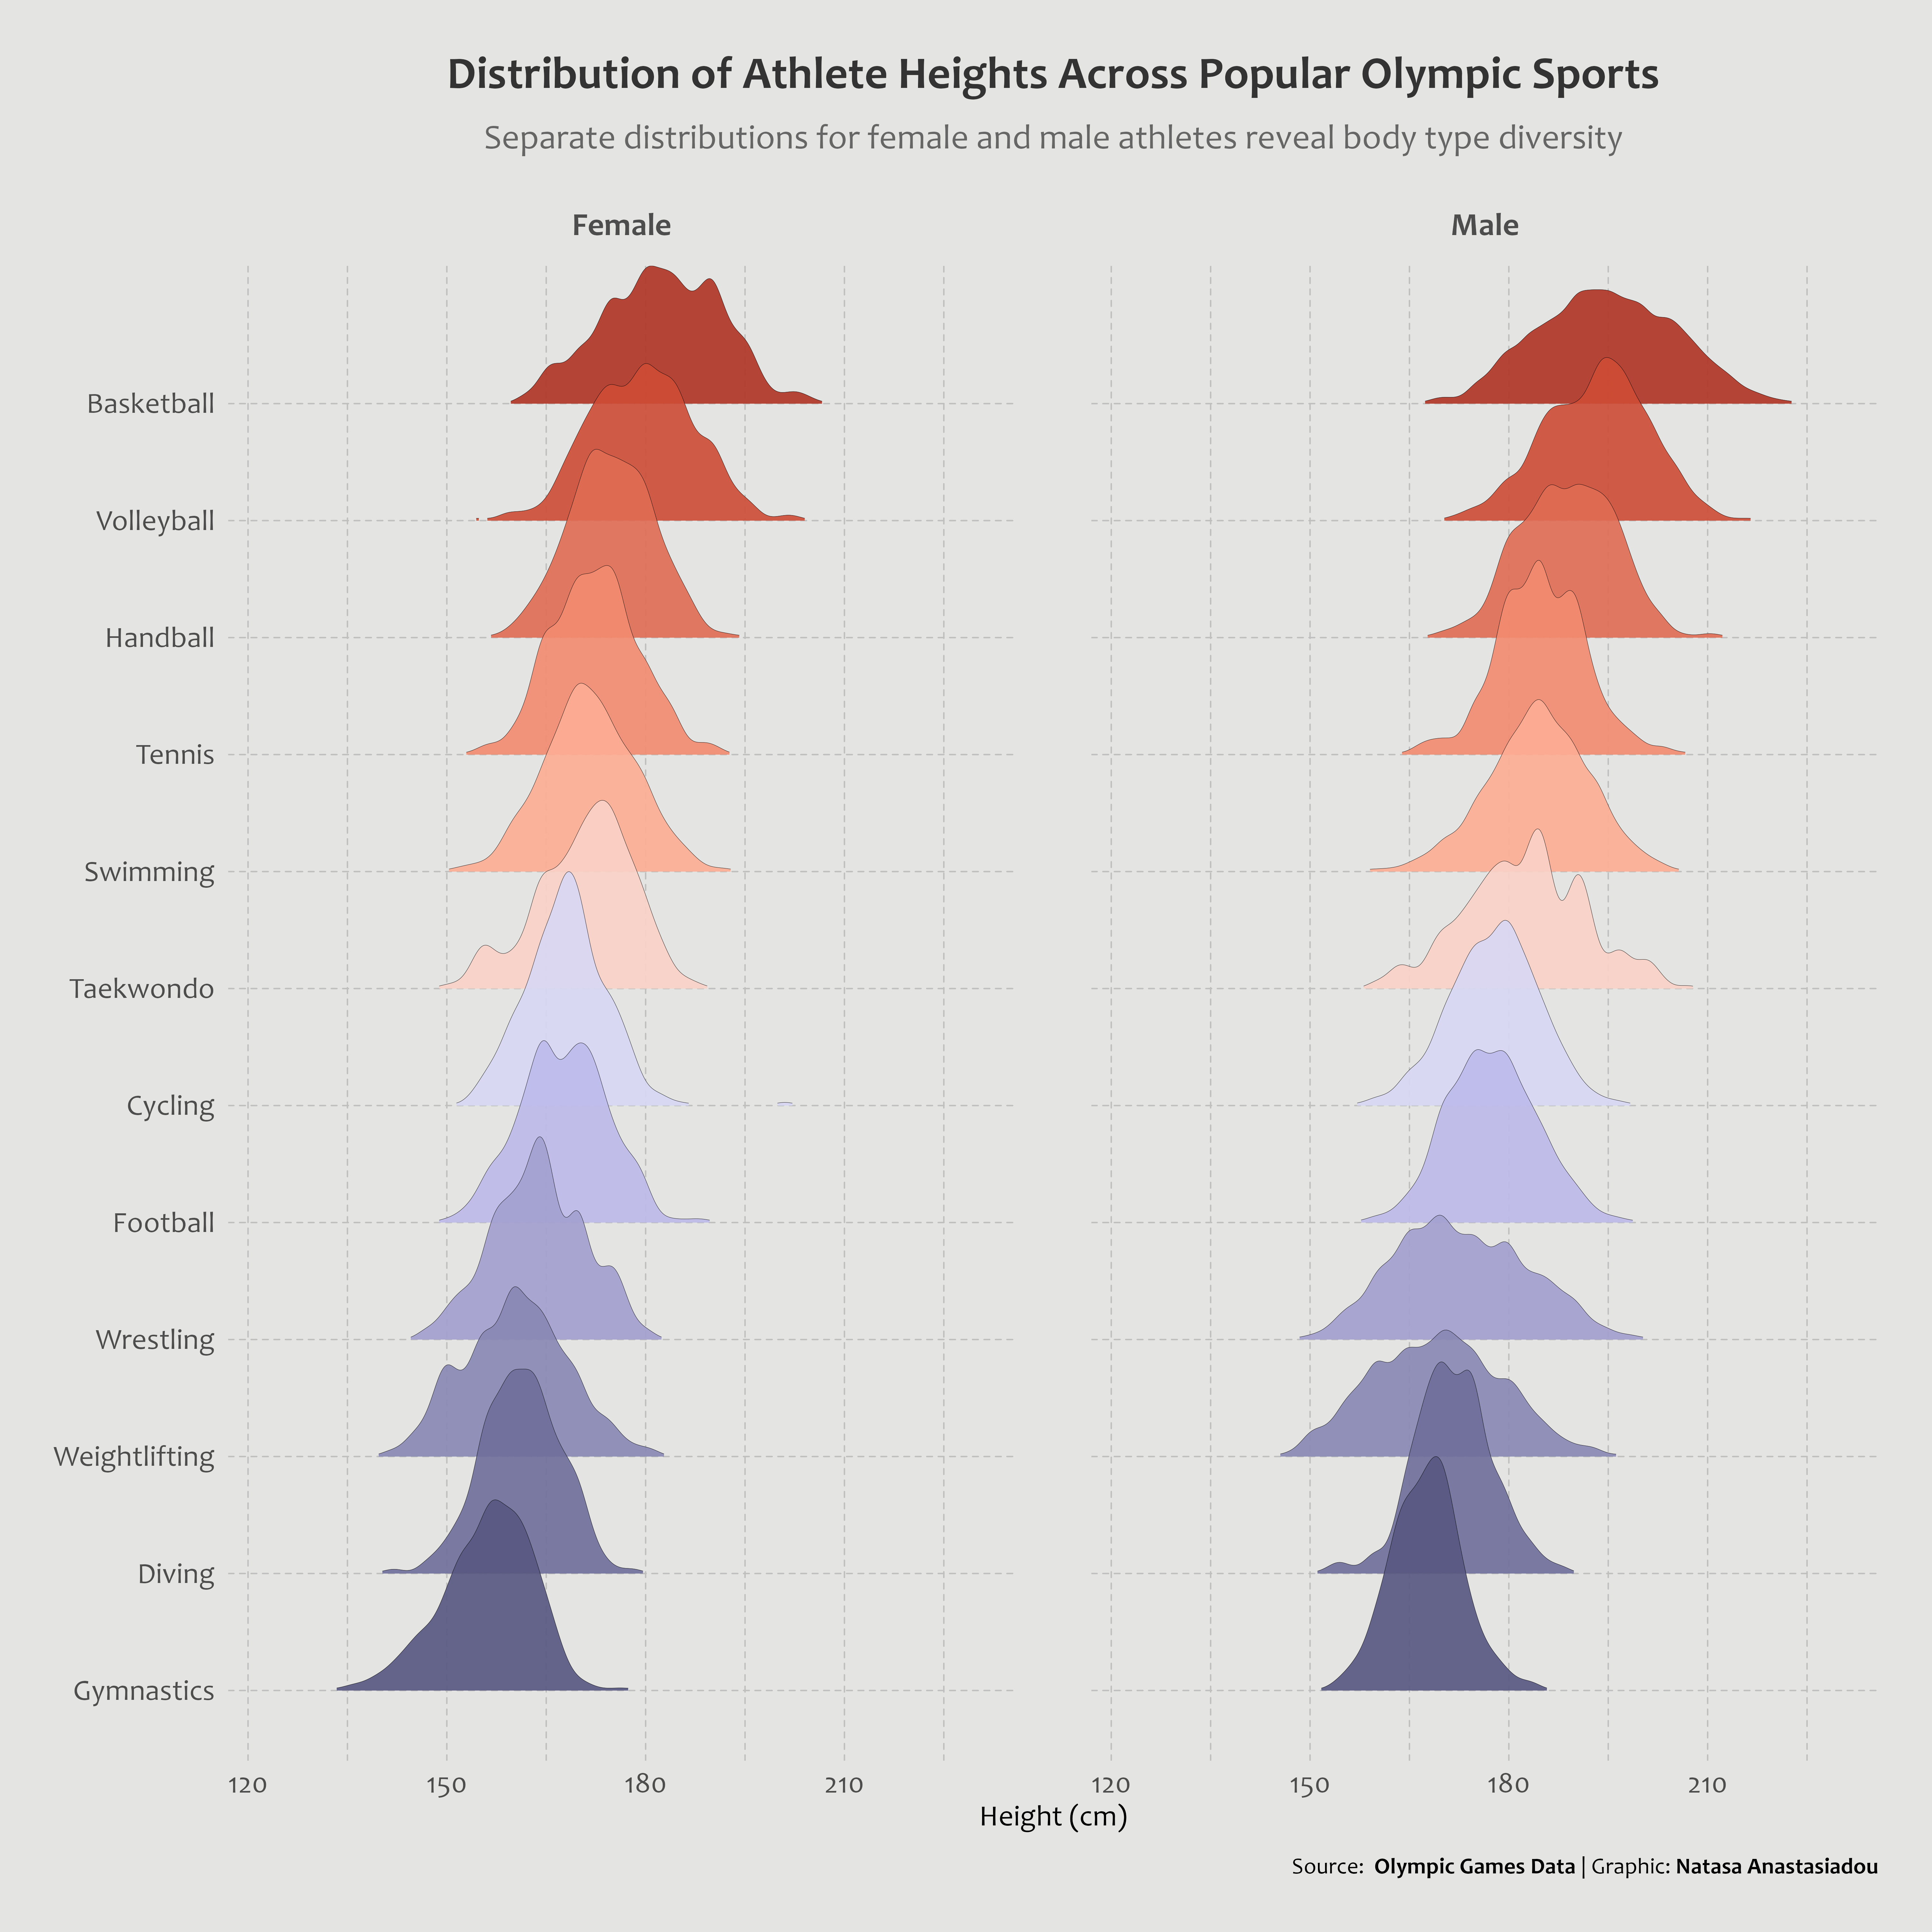 Distribution of Athlete Heights Across Popular Olympic Sports
Separate distributions for female and male athletes reveal body type diversity
Female
Male
Basketball
Volleyball
Handball
Tennis
Swimming
Taekwondo
Cycling
Football
Wrestling
Weightlifting
Diving
Gymnastics
120 150 180 210 120 150 180 210
Height (cm)
Source: Olympic Games Data | Graphic: Natasa Anastasiadou